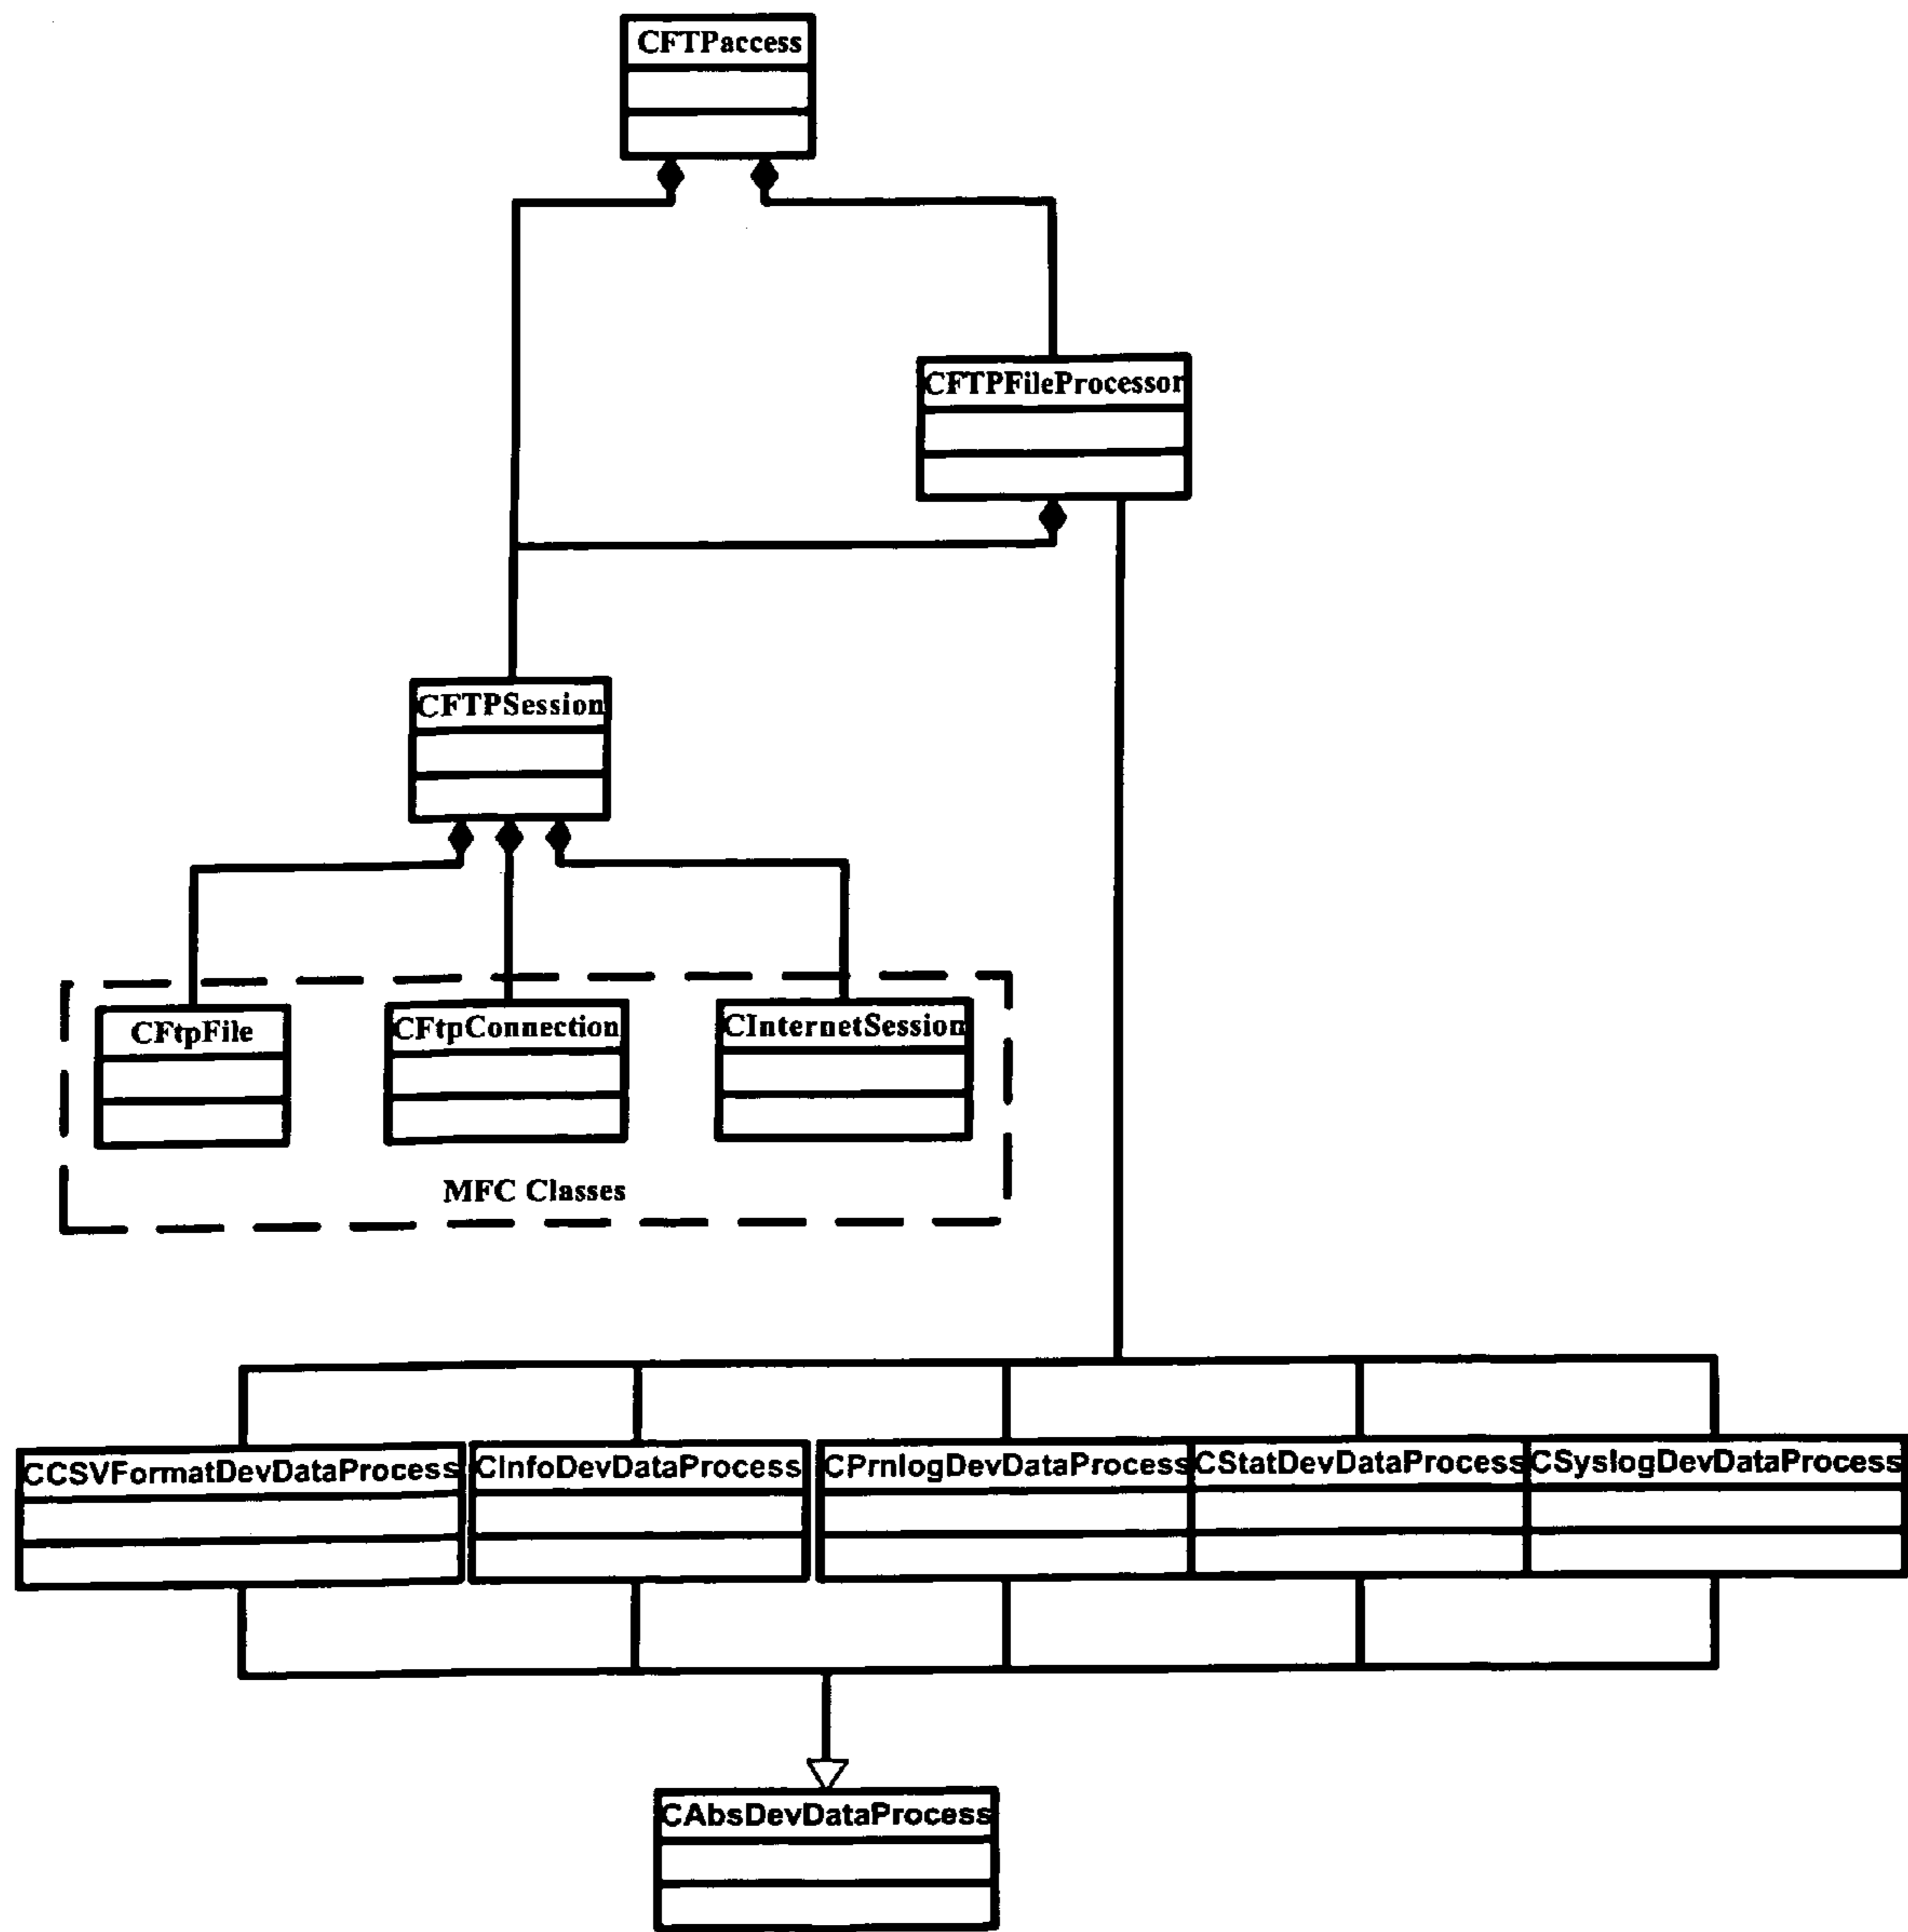 CFTPaccess
CFTPFileProcessor
CFTPSession
CFtpFile
CFtpConnection
CInternetSession
MFC Classes
CCSVFormatDevDataProcess
CInfoDevDataProcess
CPrnlogDevDataProcess
CStatDevDataProcess
CSyslogDevDataProcess
CAbsDevDataProcess